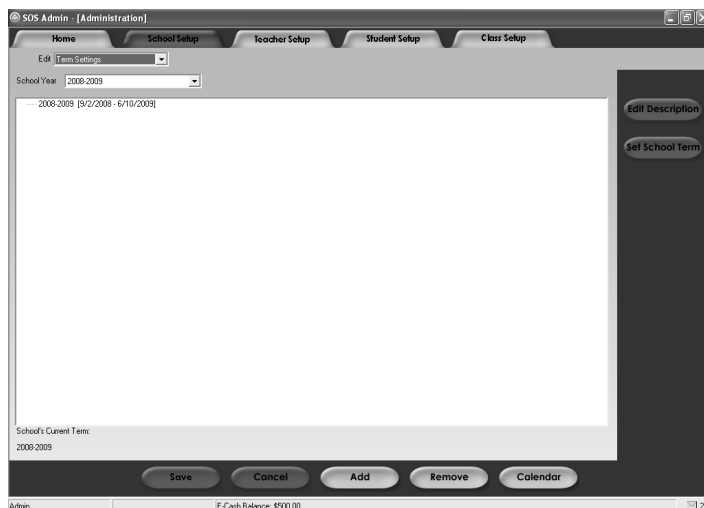 SOS Admin - [Administration]
Home School Setup Teacher Setup Student Setup Class Setup
Edit Term Settings
School Year 2008-2009
2008-2009 [9/2/2008 - 6/10/2009]
Edit Description
Set School Term
School's Current Term:
2008-2009
Save Cancel Add Remove Calendar
Admin E-Cash Balance: $500.00 2